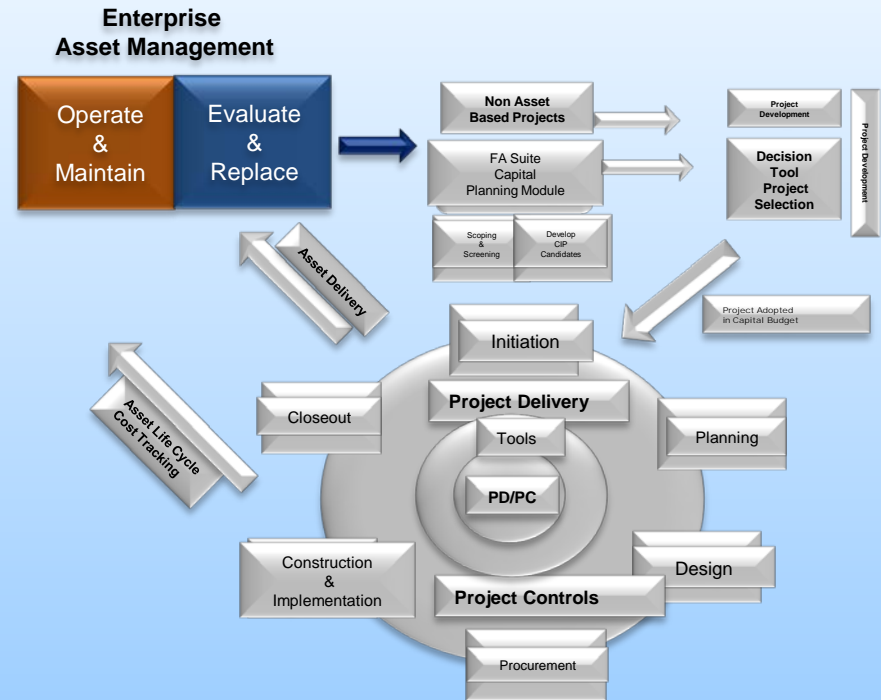 Enterprise
Asset Management
Operate
&
Maintain
Evaluate
&
Replace
Non Asset
Based Projects
FA Suite
Capital
Planning Module
Scoping
&
Screening
Develop
CIP
Candidates
Project
Development
Decision
Tool
Project
Selection
Project Development
Project Adopted
in Capital Budget
Asset Delivery
Asset Life Cycle
Cost Tracking
Initiation
Project Delivery
Closeout
Tools
Planning
PD/PC
Construction
&
Implementation
Design
Project Controls
Procurement